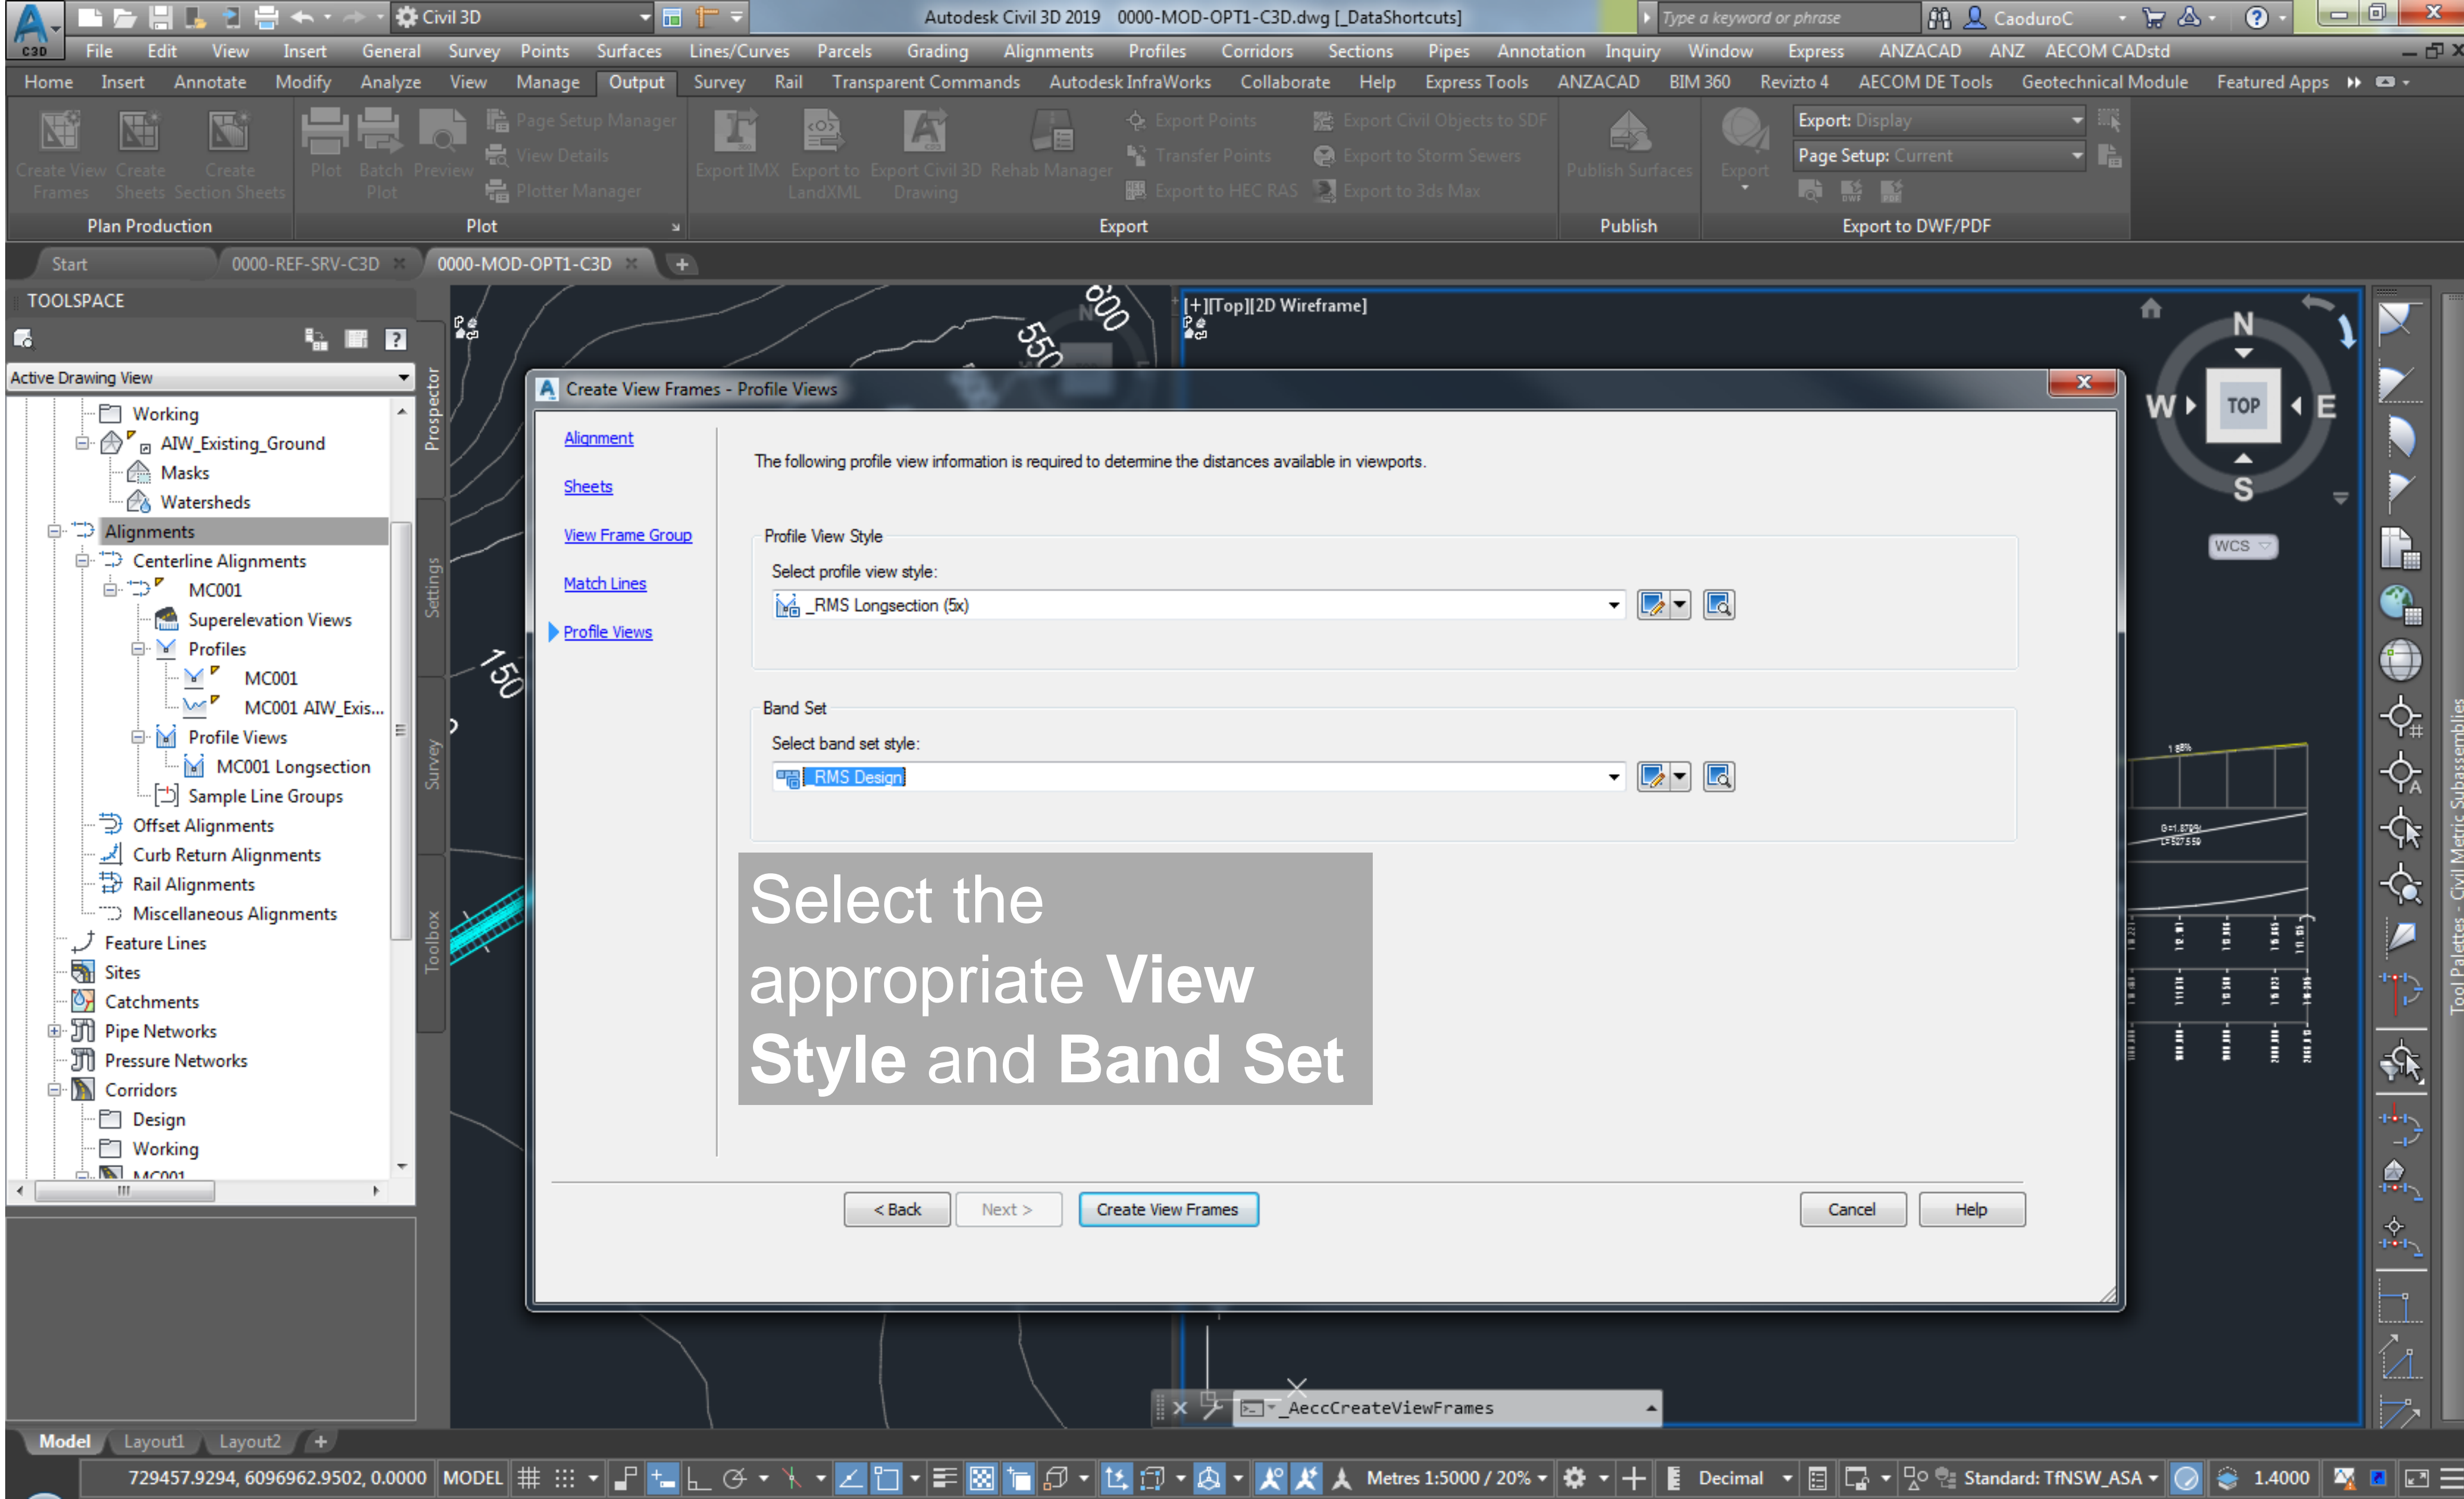 Civil 3D
Autodesk Civil 3D 2019 0000-MOD-OPT1-C3D.dwg [_DataShortcuts]
Type a keyword or phrase
CaoduroC
C3D File Edit View Insert General Survey Points Surfaces Lines/Curves Parcels Grading Alignments Profiles Corridors Sections Pipes Annotation Inquiry Window Express ANZACAD ANZ AECOM CADstd
Home Insert Annotate Modify Analyze View Manage Output Survey Rail Transparent Commands Autodesk InfraWorks Collaborate Help Express Tools ANZACAD BIM 360 Revizto 4 AECOM DE Tools Geotechnical Module Featured Apps
Create View Frames
Create Sheets
Create Section Sheets
Plan Production
Plot
Batch Plot
Preview
Page Setup Manager
View Details
Plotter Manager
Plot
Export IMX
Export to LandXML
Export Civil 3D Drawing
Rehab Manager
Export Points
Transfer Points
Export to HEC RAS
Export Civil Objects to SDF
Export to Storm Sewers
Export to 3ds Max
Export
Publish Surfaces
Publish
Export
Export: Display
Page Setup: Current
Export to DWF/PDF
Start
0000-REF-SRV-C3D
0000-MOD-OPT1-C3D
TOOLSPACE
Active Drawing View
Working
AIW_Existing_Ground
Masks
Watersheds
Alignments
Centerline Alignments
MC001
Superelevation Views
Profiles
MC001
MC001 AIW_Exis...
Profile Views
MC001 Longsection
Sample Line Groups
Offset Alignments
Curb Return Alignments
Rail Alignments
Miscellaneous Alignments
Feature Lines
Sites
Catchments
Pipe Networks
Pressure Networks
Corridors
Design
Working
MC001
Prospector
Settings
Survey
Toolbox
600
550
150
[+][Top][2D Wireframe]
N
W TOP E
S
WCS
Create View Frames - Profile Views
Alignment
Sheets
View Frame Group
Match Lines
Profile Views
The following profile view information is required to determine the distances available in viewports.
Profile View Style
Select profile view style:
_RMS Longsection (5x)
Band Set
Select band set style:
_RMS Design
Select the
appropriate View
Style and Band Set
< Back
Next >
Create View Frames
Cancel
Help
Tool Palettes - Civil Metric Subassemblies
_AeccCreateViewFrames
Model Layout1 Layout2 +
729457.9294, 6096962.9502, 0.0000 MODEL
Metres 1:5000 / 20%
Decimal
Standard: TfNSW_ASA
1.4000